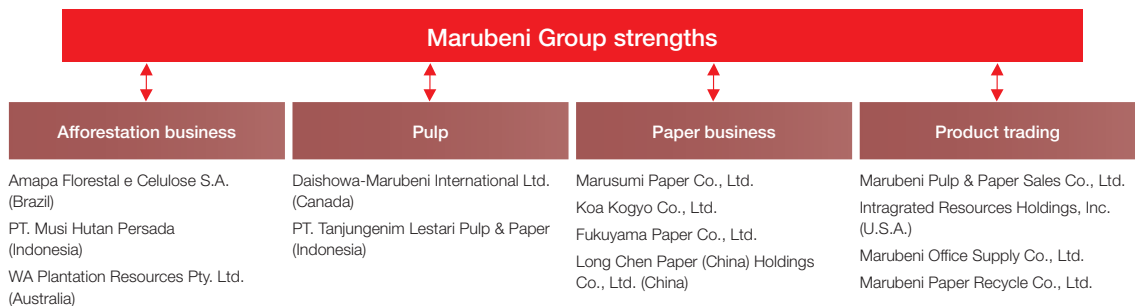 Marubeni Group strengths
Afforestation business
Amapa Florestal e Celulose S.A.
(Brazil)
PT. Musi Hutan Persada
(Indonesia)
WA Plantation Resources Pty. Ltd.
(Australia)
Pulp
Daishowa-Marubeni International Ltd.
(Canada)
PT. Tanjungenim Lestari Pulp & Paper
(Indonesia)
Paper business
Marusumi Paper Co., Ltd.
Koa Kogyo Co., Ltd.
Fukuyama Paper Co., Ltd.
Long Chen Paper (China) Holdings
Co., Ltd. (China)
Product trading
Marubeni Pulp & Paper Sales Co., Ltd.
Intragrated Resources Holdings, Inc.
(U.S.A.)
Marubeni Office Supply Co., Ltd.
Marubeni Paper Recycle Co., Ltd.